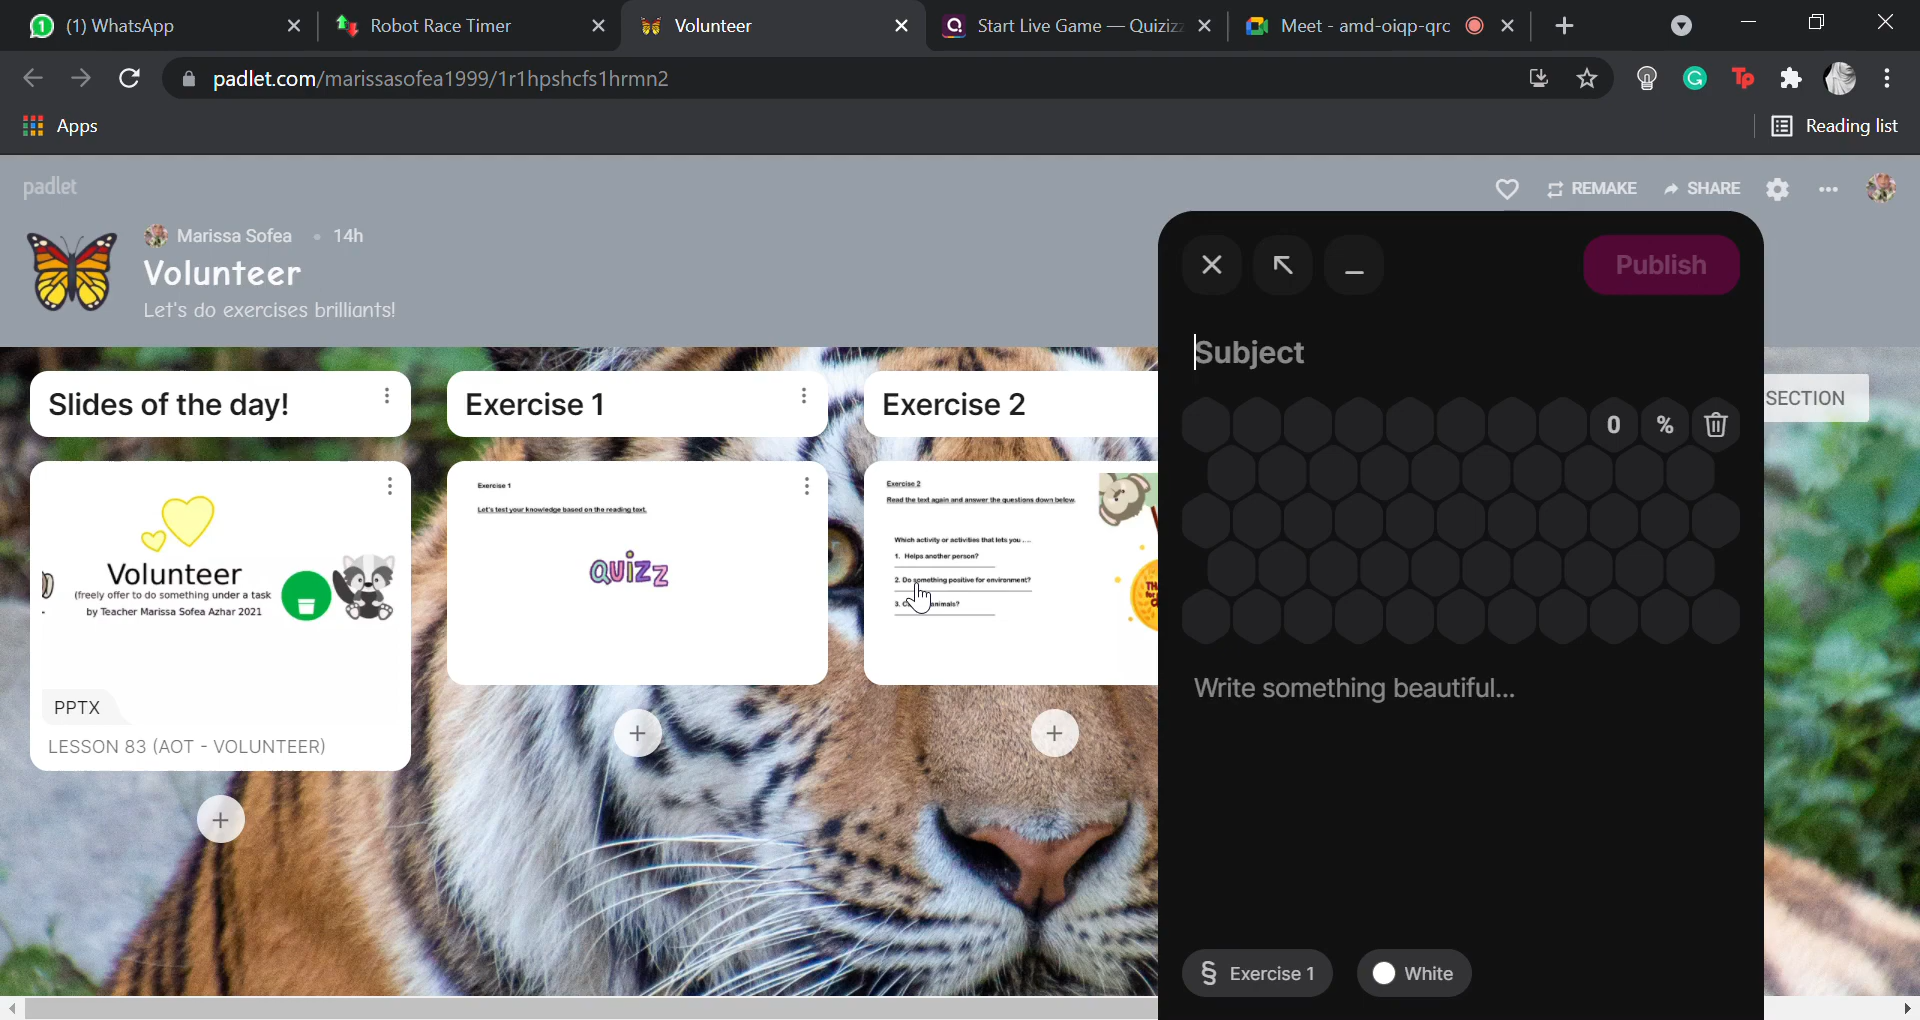 (1) WhatsApp
Robot Race Timer
Volunteer
Start Live Game — Quizizz
Meet - amd-oiqp-qrc
padlet.com/marissasofea1999/1r1hpshcfs1hrmn2
Apps
Reading list
padlet
REMAKE
SHARE
Marissa Sofea • 14h
Volunteer
Let's do exercises brilliants!
Publish
Subject
0 %
Write something beautiful...
§ Exercise 1
White
SECTION
Slides of the day!
Volunteer
(freely offer to do something under a task
by Teacher Marissa Sofea Azhar 2021
PPTX
LESSON 83 (AOT - VOLUNTEER)
Exercise 1
Exercise 1
Let's test your knowledge based on the reading text.
QUIZZ
Exercise 2
Exercise 2
Read the text again and answer the questions down below.
Which activity or activities that lets you ....
1. Helps another person?
2. Do something positive for environment?
3. animals?